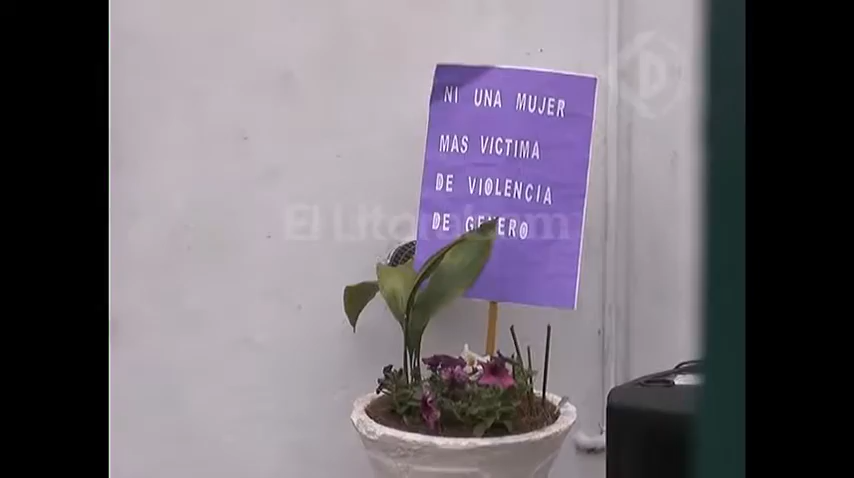 NI UNA MUJER
MAS VICTIMA
DE VIOLENCIA
DE GENERO
El Litoral.com
D